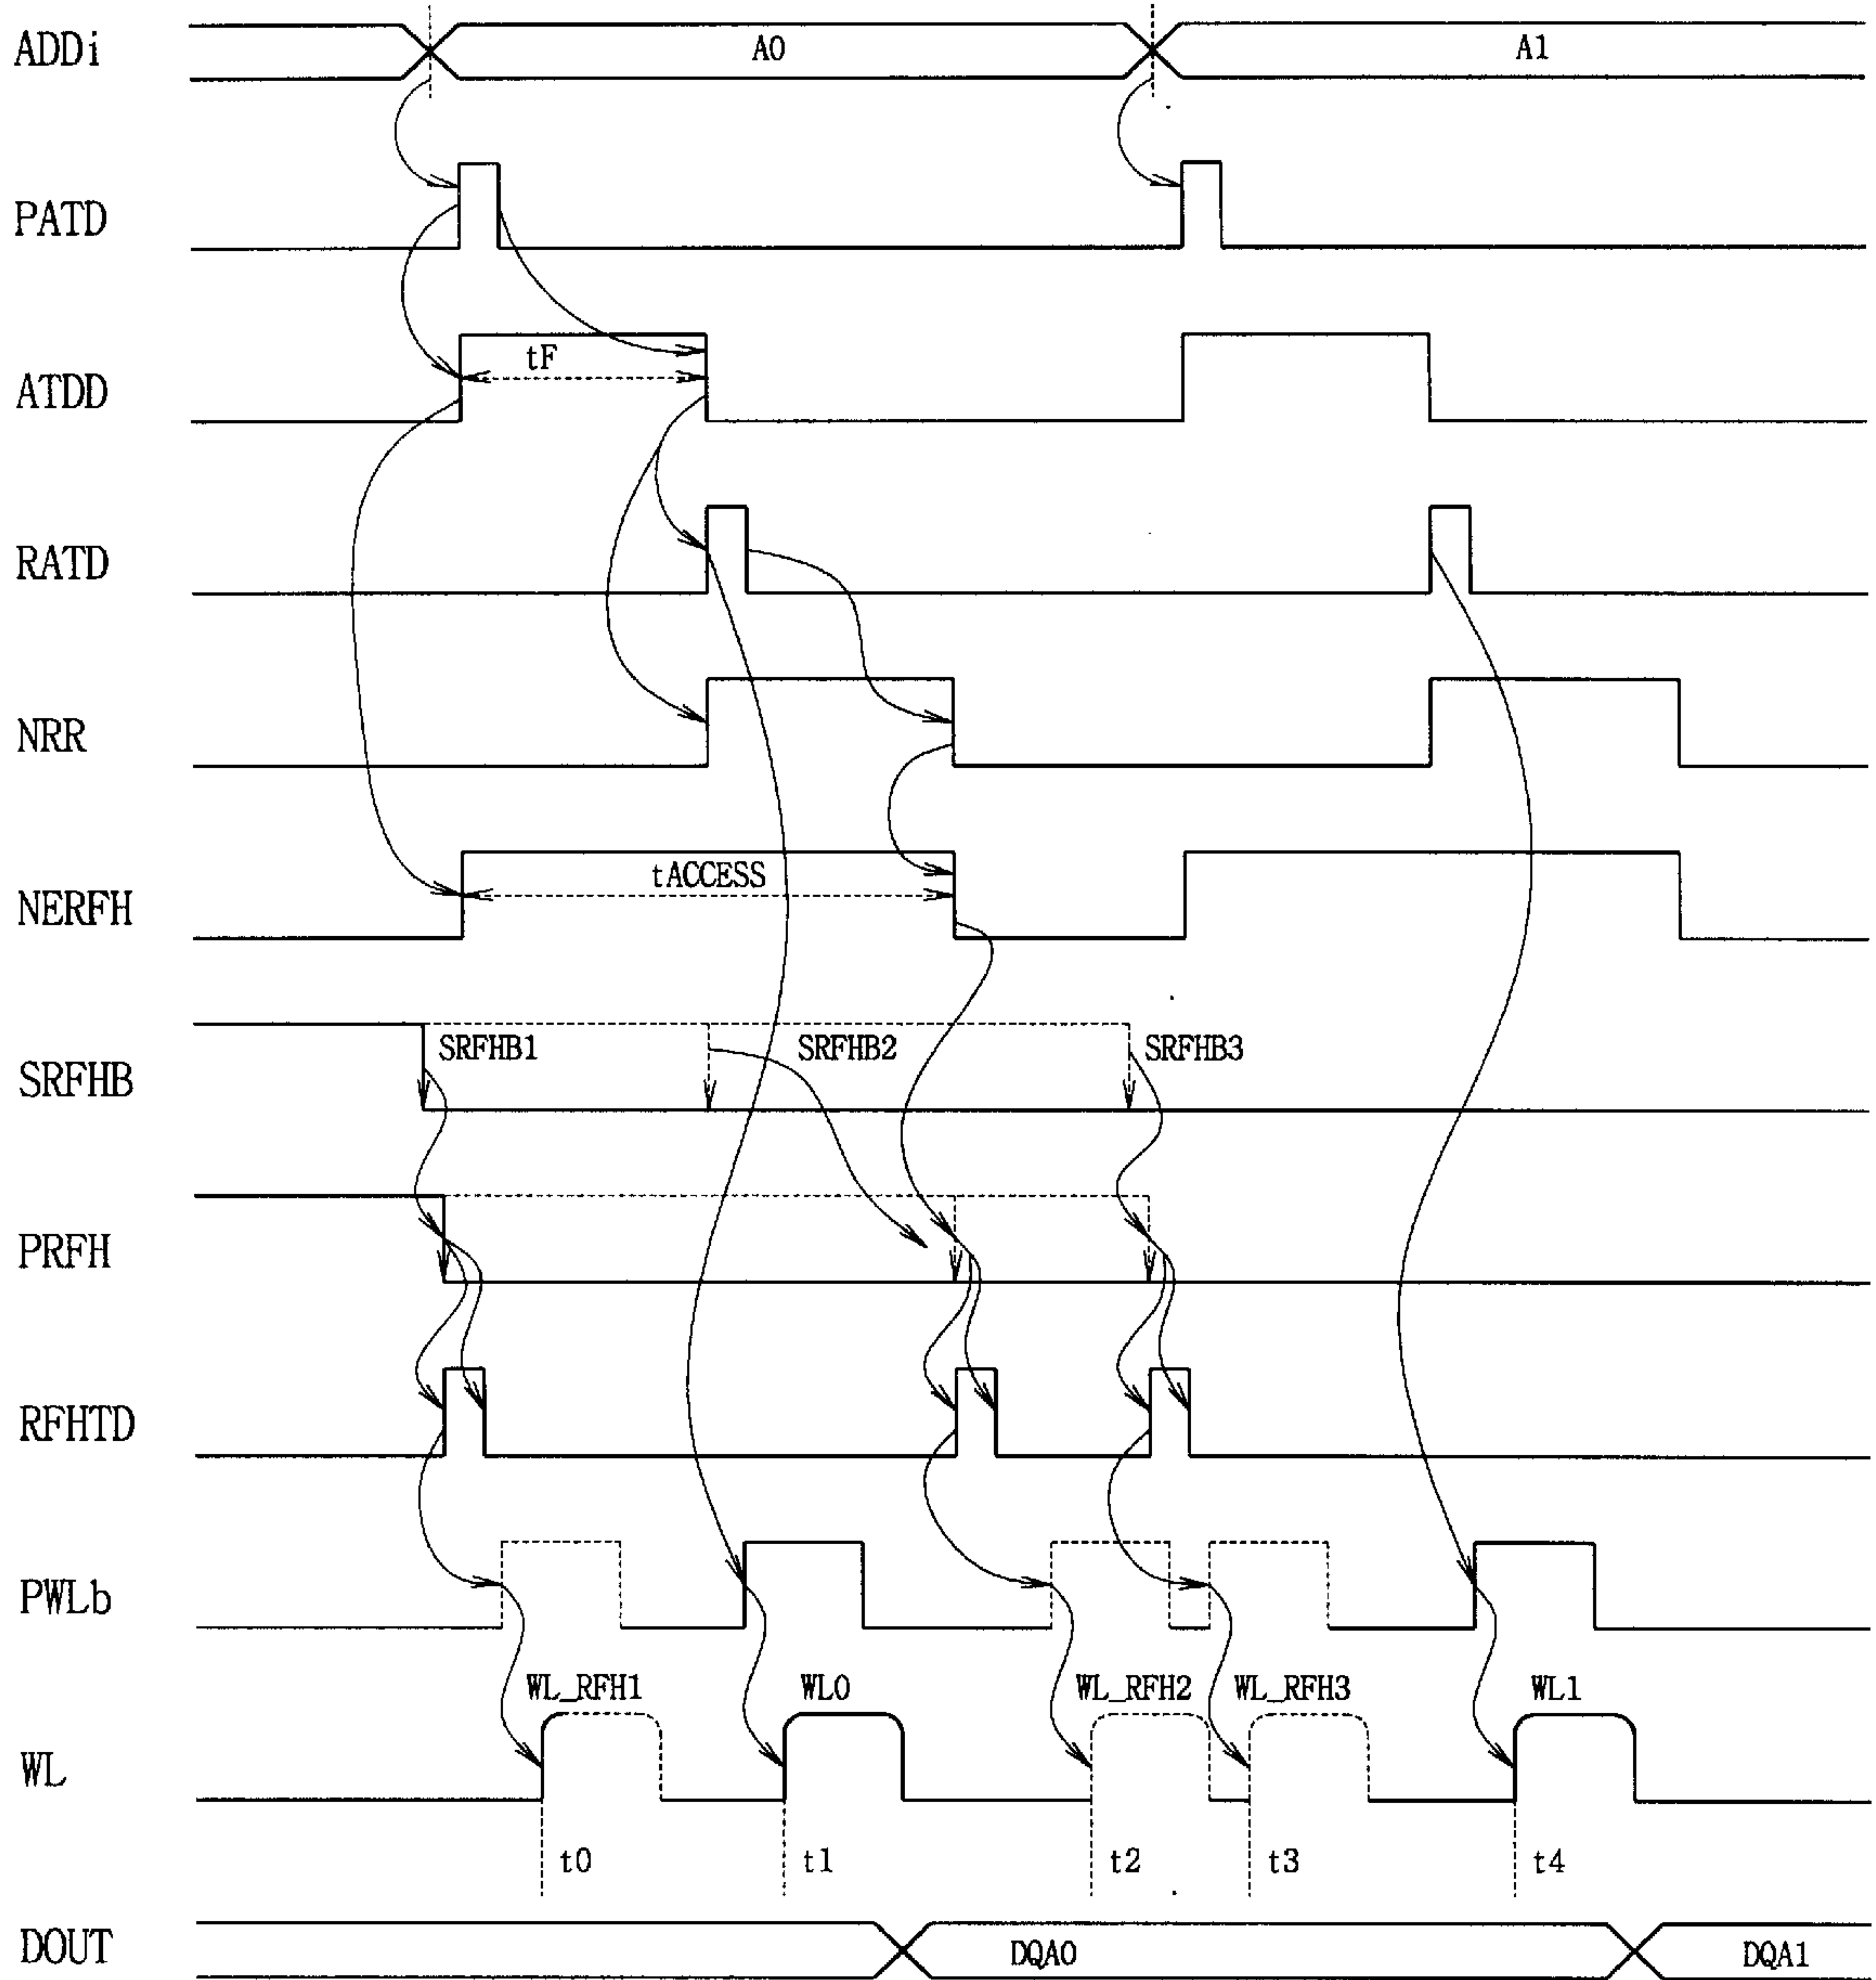 ADDi A0 A1
PATD
ATDD tF
RATD
NRR
NERFH tACCESS
SRFHB SRFHB1 SRFHB2 SRFHB3
PRFH
RFHTD
PWLb
WL_RFH1 WL0 WL_RFH2 WL_RFH3 WL1
WL
t0 t1 t2 t3 t4
DOUT DQA0 DQA1